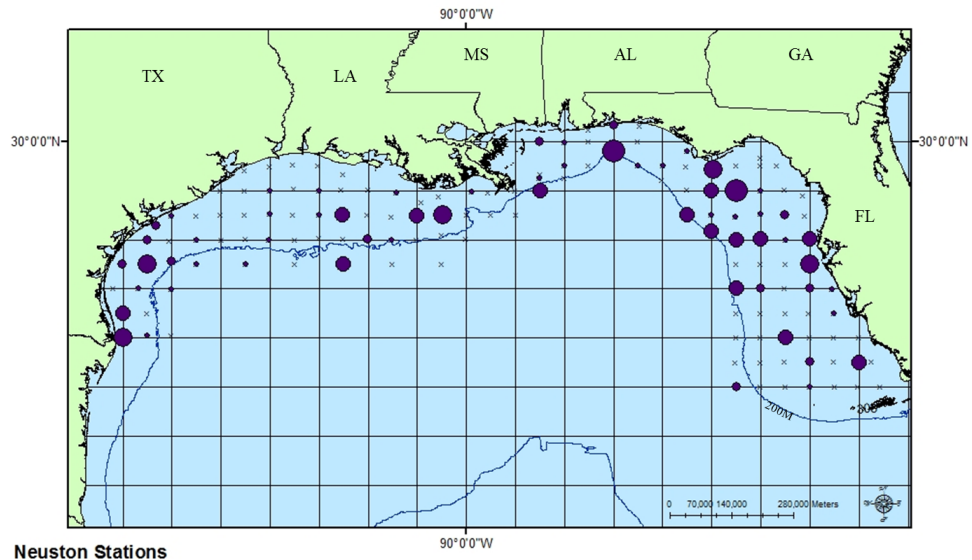 90°0'0"W
TX
LA
MS
AL
GA
30°0'0"N
30°0'0"N
FL
200M
0 70,000 140,000 280,000 Meters
90°0'0"W
Neuston Stations